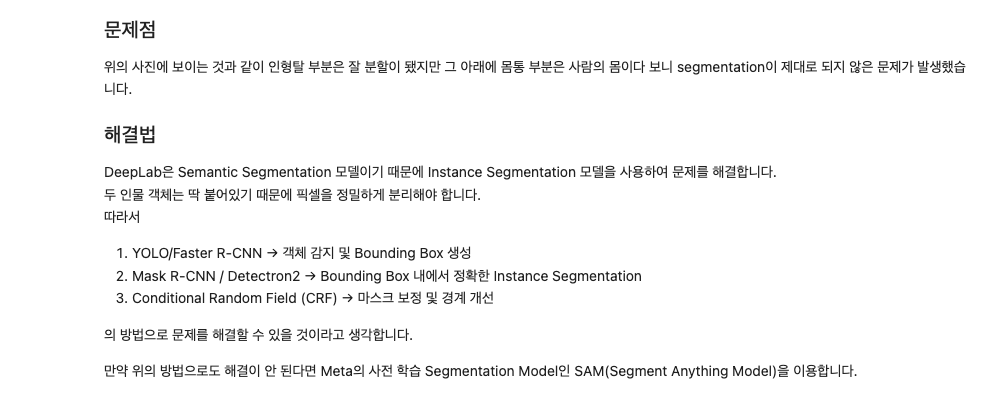 문제점
위의 사진에 보이는 것과 같이 인형탈 부분은 잘 분할이 됐지만 그 아래에 몸통 부분은 사람의 몸이다 보니 segmentation이 제대로 되지 않은 문제가 발생했습
니다.
해결법
DeepLab은 Semantic Segmentation 모델이기 때문에 Instance Segmentation 모델을 사용하여 문제를 해결합니다.
두 인물 객체는 딱 붙어있기 때문에 픽셀을 정밀하게 분리해야 합니다.
따라서
1. YOLO/Faster R-CNN → 객체 감지 및 Bounding Box 생성
2. Mask R-CNN / Detectron2 → Bounding Box 내에서 정확한 Instance Segmentation
3. Conditional Random Field (CRF) → 마스크 보정 및 경계 개선
의 방법으로 문제를 해결할 수 있을 것이라고 생각합니다.
만약 위의 방법으로도 해결이 안 된다면 Meta의 사전 학습 Segmentation Model인 SAM(Segment Anything Model)을 이용합니다.